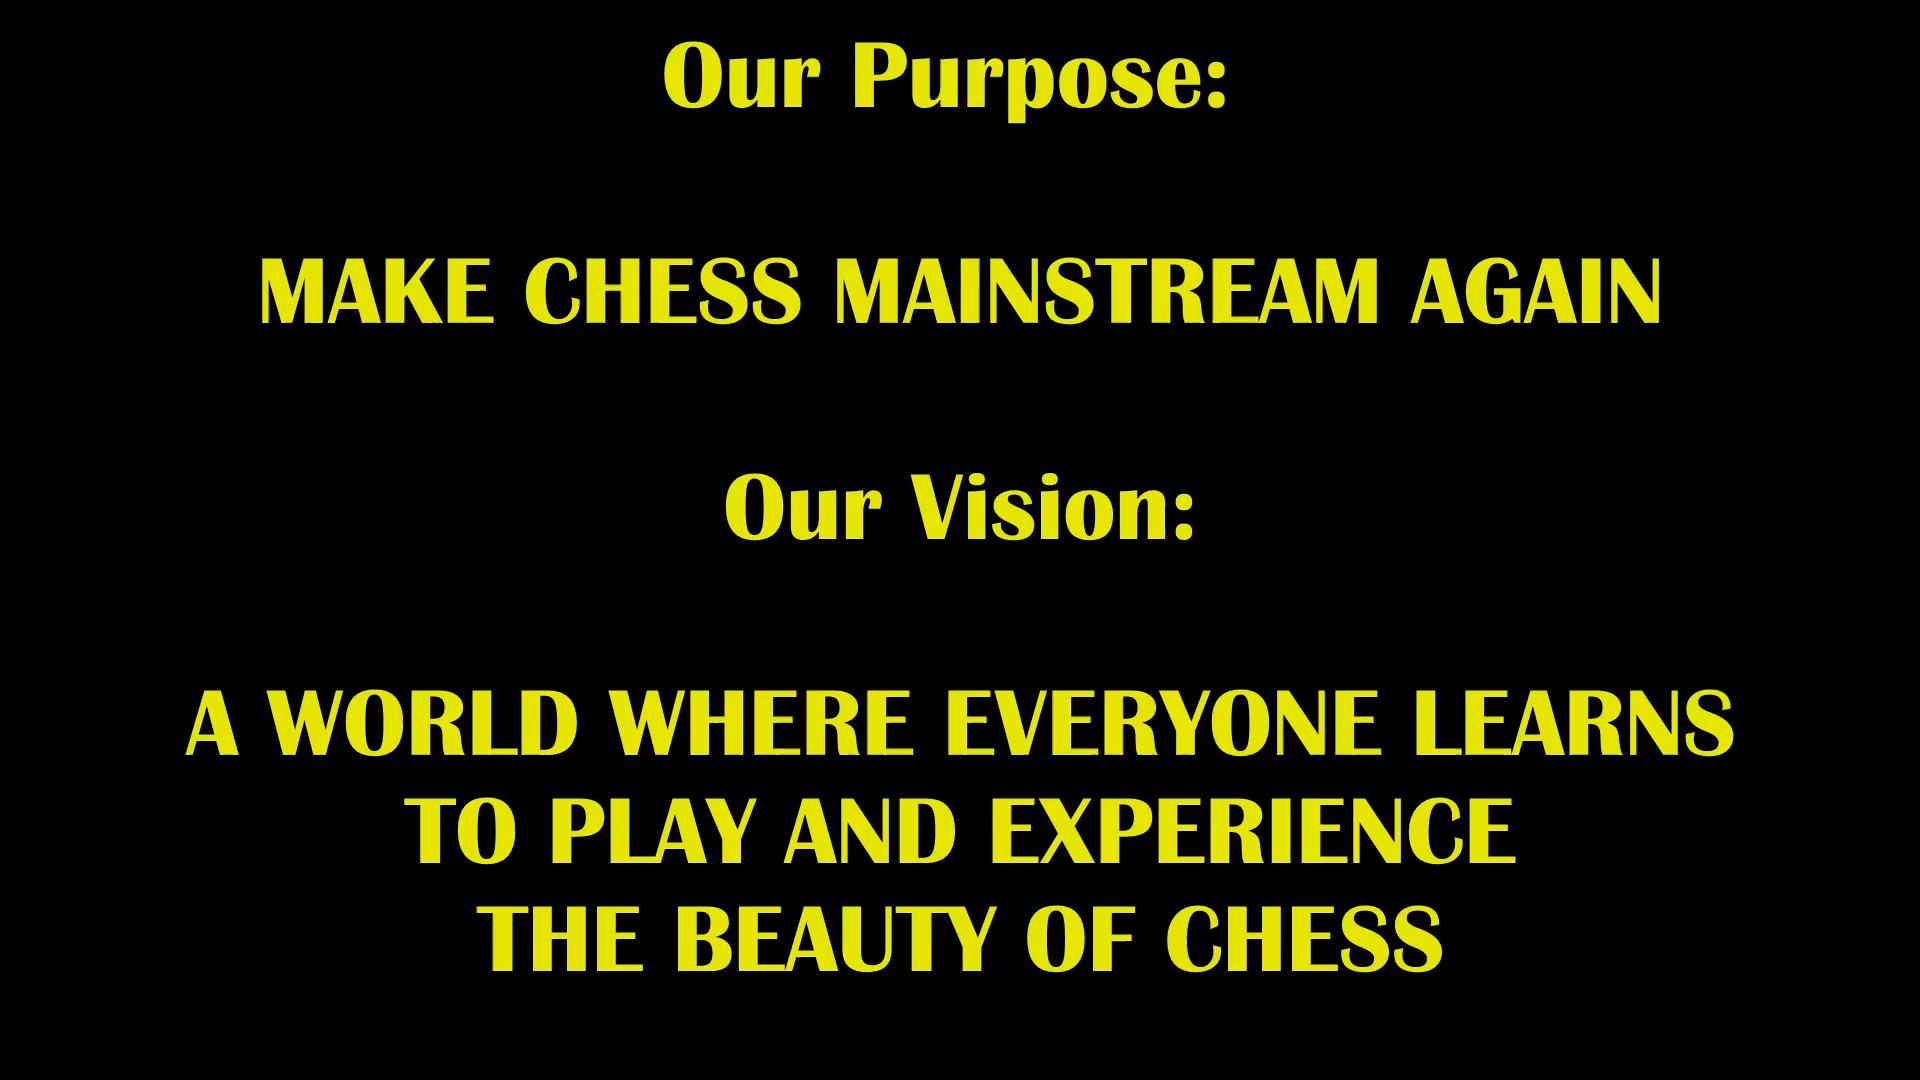 Our Purpose:
MAKE CHESS MAINSTREAM AGAIN
Our Vision:
A WORLD WHERE EVERYONE LEARNS
TO PLAY AND EXPERIENCE
THE BEAUTY OF CHESS